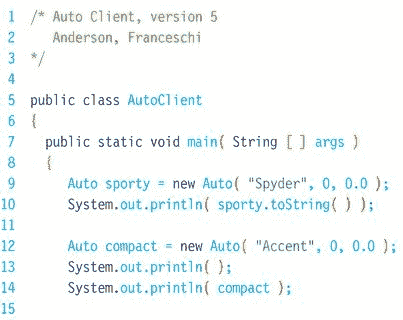 1 /* Auto Client, version 5
2 Anderson, Franceschi
3 */
4
5 public class AutoClient
6 {
7 public static void main( String [ ] args )
8 {
9 Auto sporty = new Auto( "Spyder", 0, 0.0 );
10 System.out.println( sporty.toString( ) );
11
12 Auto compact = new Auto( "Accent", 0, 0.0 );
13 System.out.println( );
14 System.out.println( compact );
15